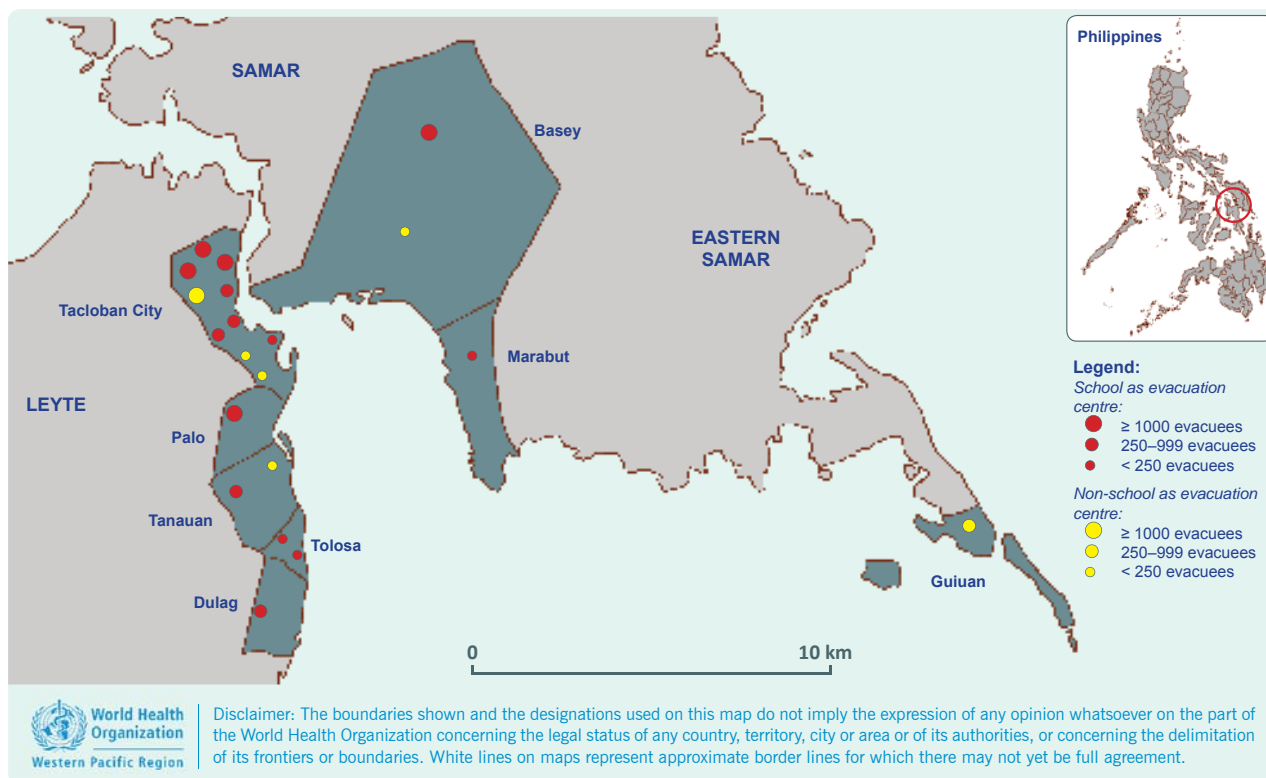 Philippines
SAMAR
Basey
EASTERN
SAMAR
Tacloban City
Marabut
LEYTE
Palo
Tanauan
Tolosa
Dulag
Guiuan
Legend:
School as evacuation
centre:
≥ 1000 evacuees
250–999 evacuees
< 250 evacuees
Non-school as evacuation
centre:
≥ 1000 evacuees
250–999 evacuees
< 250 evacuees
0 10 km
World Health
Organization
Western Pacific Region
Disclaimer: The boundaries shown and the designations used on this map do not imply the expression of any opinion whatsoever on the part of
the World Health Organization concerning the legal status of any country, territory, city or area or of its authorities, or concerning the delimitation
of its frontiers or boundaries. White lines on maps represent approximate border lines for which there may not yet be full agreement.